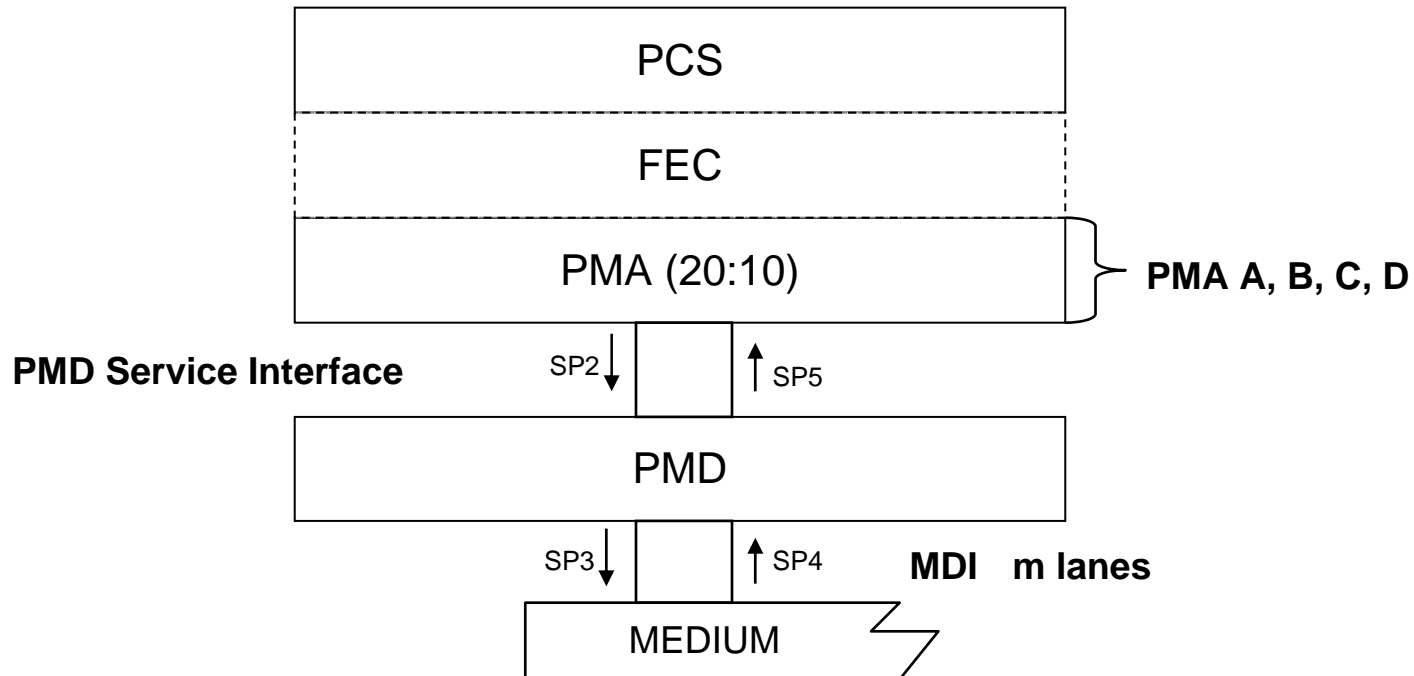 PCS
FEC
PMA (20:10)
PMA A, B, C, D
PMD Service Interface
SP2
SP5
PMD
SP3
SP4
MDI m lanes
MEDIUM